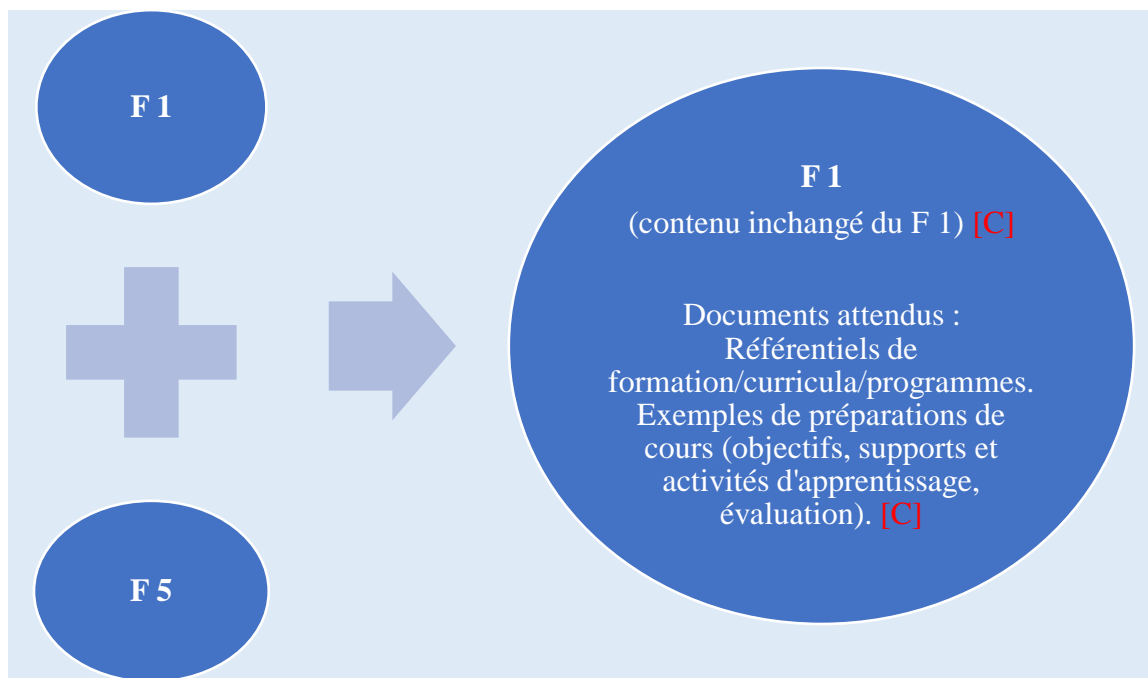 F 1
F 5
F 1
(contenu inchangé du F 1) [C]
Documents attendus :
Référentiels de
formation/curricula/programmes.
Exemples de préparations de
cours (objectifs, supports et
activités d'apprentissage,
évaluation). [C]